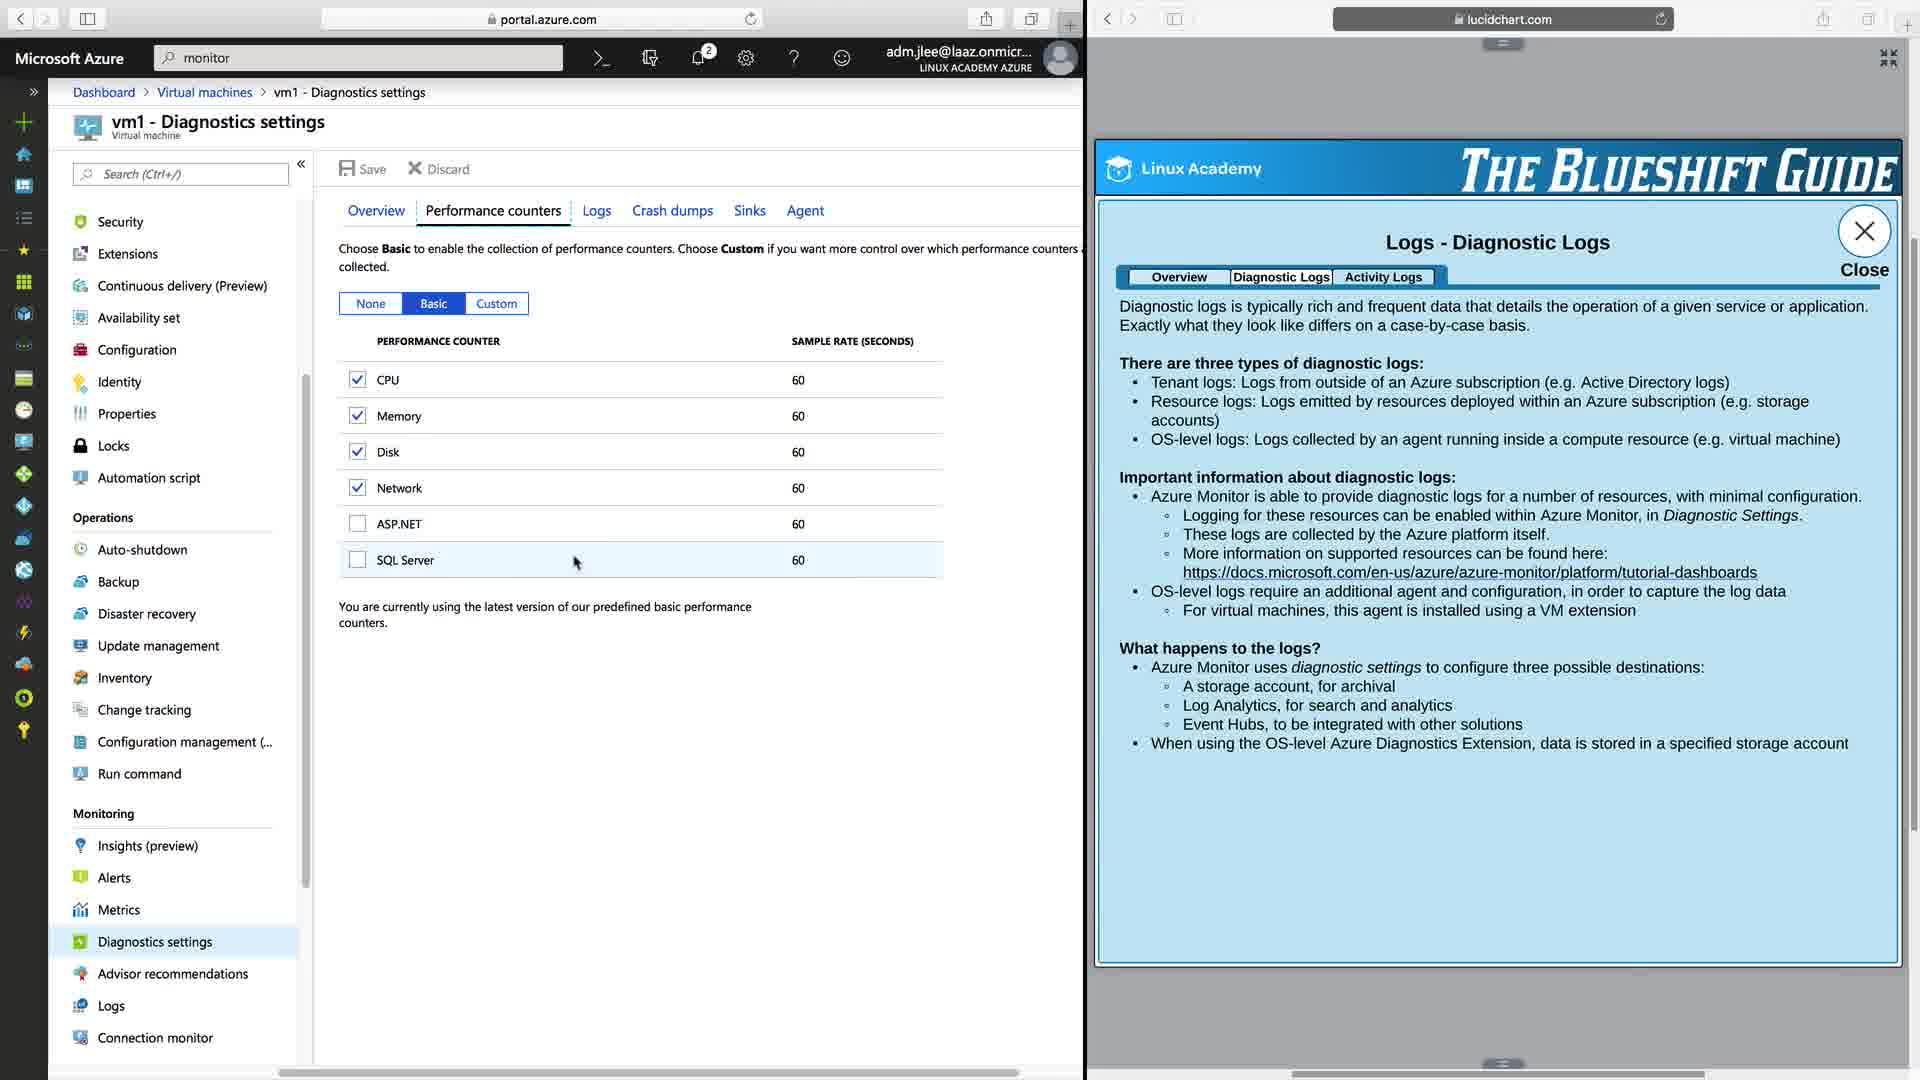 portal.azure.com
lucidchart.com
Microsoft Azure
monitor
2
adm.jlee@laaz.onmicr...
LINUX ACADEMY AZURE
Dashboard > Virtual machines > vm1 - Diagnostics settings
vm1 - Diagnostics settings
Virtual machine
Search (Ctrl+/)
Security
Extensions
Continuous delivery (Preview)
Availability set
Configuration
Identity
Properties
Locks
Automation script
Operations
Auto-shutdown
Backup
Disaster recovery
Update management
Inventory
Change tracking
Configuration management (...
Run command
Monitoring
Insights (preview)
Alerts
Metrics
Diagnostics settings
Advisor recommendations
Logs
Connection monitor
Save Discard
Overview Performance counters Logs Crash dumps Sinks Agent
Choose Basic to enable the collection of performance counters. Choose Custom if you want more control over which performance counters
collected.
None Basic Custom
PERFORMANCE COUNTER SAMPLE RATE (SECONDS)
CPU 60
Memory 60
Disk 60
Network 60
ASP.NET 60
SQL Server 60
You are currently using the latest version of our predefined basic performance
counters.
Linux Academy
THE BLUESHIFT GUIDE
Logs - Diagnostic Logs
Close
Overview Diagnostic Logs Activity Logs
Diagnostic logs is typically rich and frequent data that details the operation of a given service or application.
Exactly what they look like differs on a case-by-case basis.
There are three types of diagnostic logs:
• Tenant logs: Logs from outside of an Azure subscription (e.g. Active Directory logs)
• Resource logs: Logs emitted by resources deployed within an Azure subscription (e.g. storage
accounts)
• OS-level logs: Logs collected by an agent running inside a compute resource (e.g. virtual machine)
Important information about diagnostic logs:
• Azure Monitor is able to provide diagnostic logs for a number of resources, with minimal configuration.
◦ Logging for these resources can be enabled within Azure Monitor, in Diagnostic Settings.
◦ These logs are collected by the Azure platform itself.
◦ More information on supported resources can be found here:
https://docs.microsoft.com/en-us/azure/azure-monitor/platform/tutorial-dashboards
• OS-level logs require an additional agent and configuration, in order to capture the log data
◦ For virtual machines, this agent is installed using a VM extension
What happens to the logs?
• Azure Monitor uses diagnostic settings to configure three possible destinations:
◦ A storage account, for archival
◦ Log Analytics, for search and analytics
◦ Event Hubs, to be integrated with other solutions
• When using the OS-level Azure Diagnostics Extension, data is stored in a specified storage account